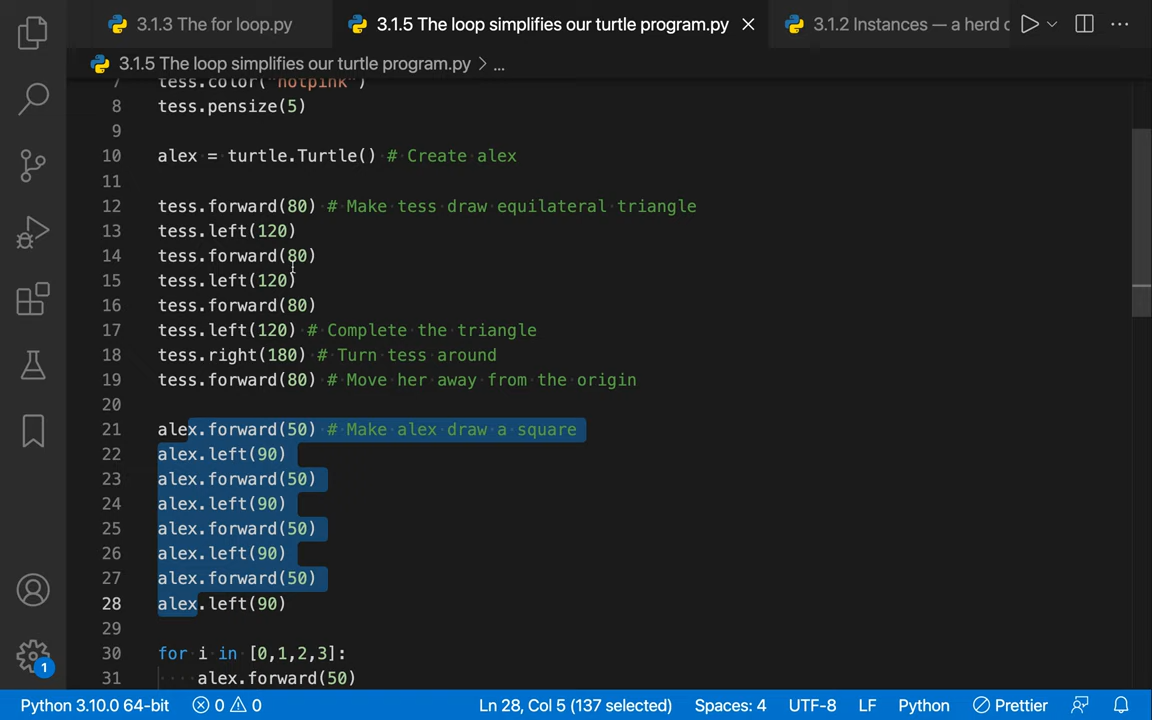 3.1.3 The for loop.py
3.1.5 The loop simplifies our turtle program.py
3.1.2 Instances — a herd
3.1.5 The loop simplifies our turtle program.py > ...
7 tess.color("hotpink")
8 tess.pensize(5)
9
10 alex = turtle.Turtle() # Create alex
11
12 tess.forward(80) # Make tess draw equilateral triangle
13 tess.left(120)
14 tess.forward(80)
15 tess.left(120)
16 tess.forward(80)
17 tess.left(120) # Complete the triangle
18 tess.right(180) # Turn tess around
19 tess.forward(80) # Move her away from the origin
20
21 alex.forward(50) # Make alex draw a square
22 alex.left(90)
23 alex.forward(50)
24 alex.left(90)
25 alex.forward(50)
26 alex.left(90)
27 alex.forward(50)
28 alex.left(90)
29
30 for i in [0,1,2,3]:
31 ····alex.forward(50)
1
Python 3.10.0 64-bit 0 0 Ln 28, Col 5 (137 selected) Spaces: 4 UTF-8 LF Python Prettier